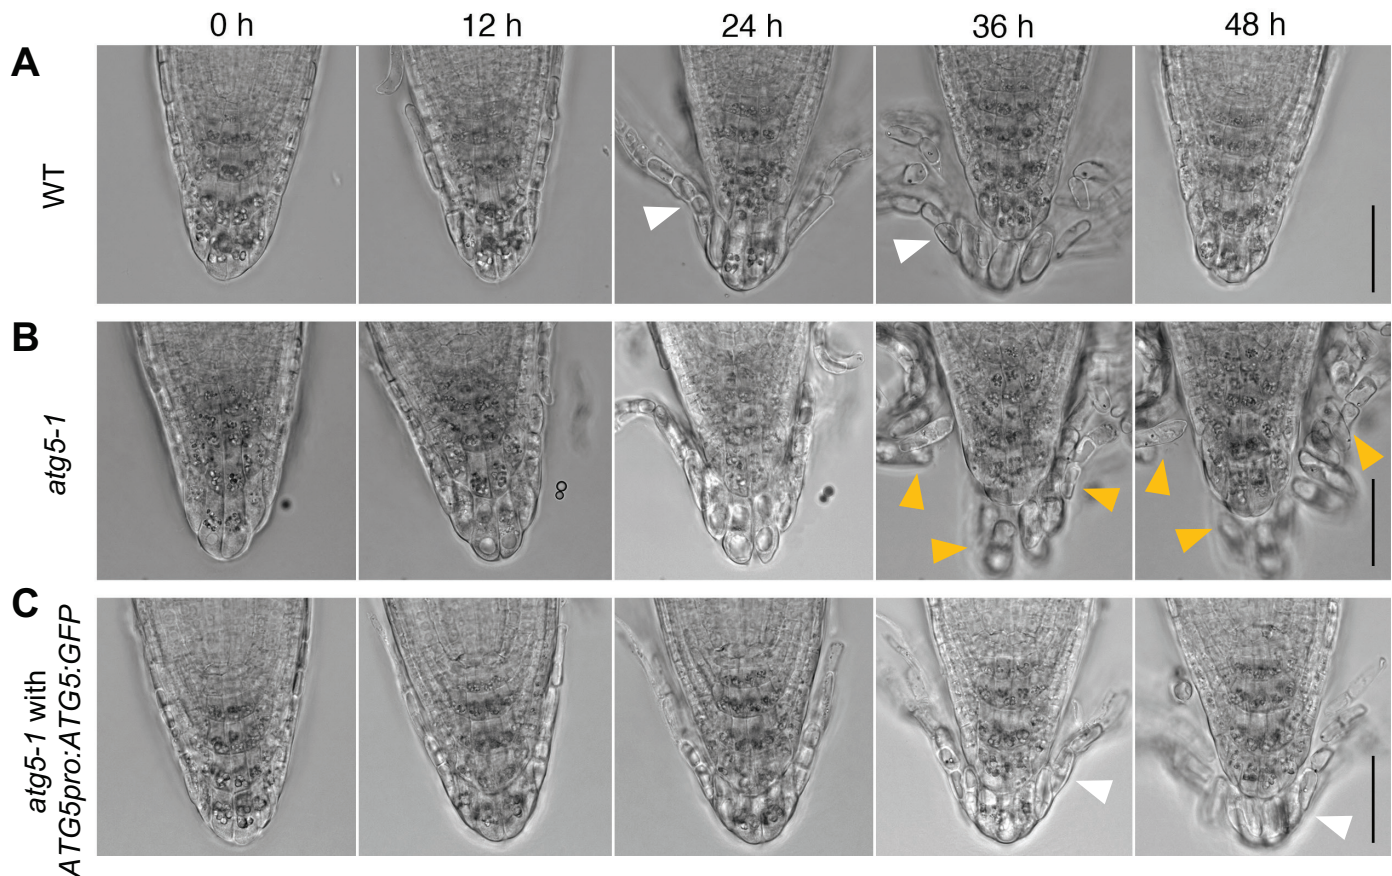 0 h 12 h 24 h 36 h 48 h
A
WT
B
atg5-1
C
atg5-1 with
ATG5pro:ATG5:GFP